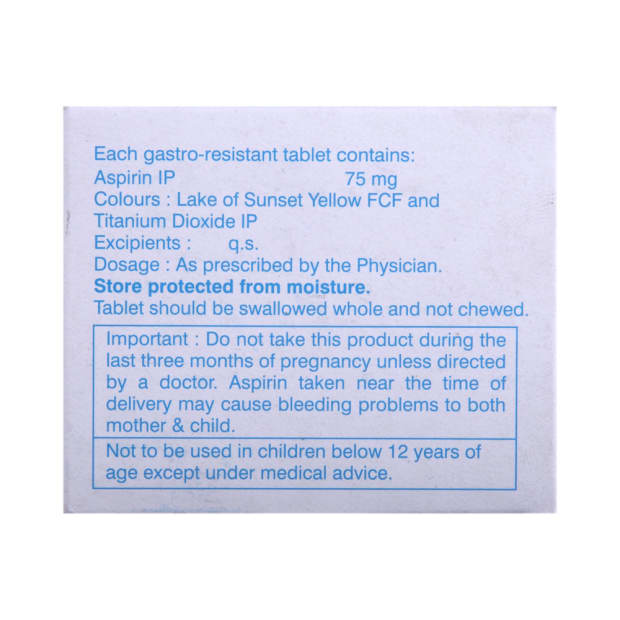 Each gastro-resistant tablet contains:
Aspirin IP 75 mg
Colours : Lake of Sunset Yellow FCF and
Titanium Dioxide IP
Excipients : q.s.
Dosage : As prescribed by the Physician.
Store protected from moisture.
Tablet should be swallowed whole and not chewed.
Important : Do not take this product during the
last three months of pregnancy unless directed
by a doctor. Aspirin taken near the time of
delivery may cause bleeding problems to both
mother & child.
Not to be used in children below 12 years of
age except under medical advice.